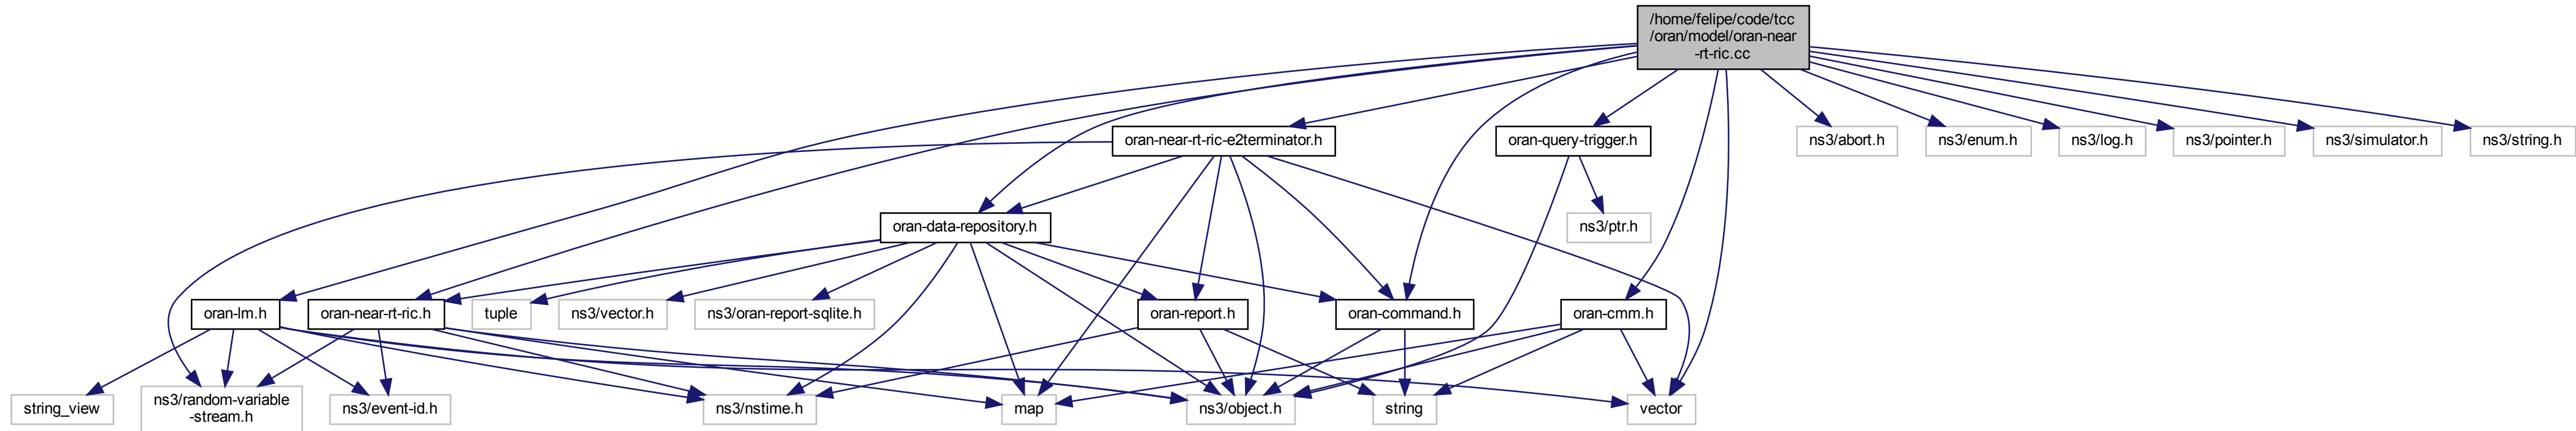 /home/felipe/code/tcc
/oran/model/oran-near
-rt-ric.cc
oran-near-rt-ric-e2terminator.h
oran-query-trigger.h
ns3/abort.h
ns3/enum.h
ns3/log.h
ns3/pointer.h
ns3/simulator.h
ns3/string.h
oran-data-repository.h
ns3/ptr.h
oran-lm.h
oran-near-rt-ric.h
tuple
ns3/vector.h
ns3/oran-report-sqlite.h
oran-report.h
oran-command.h
oran-cmm.h
string_view
ns3/random-variable
-stream.h
ns3/event-id.h
ns3/nstime.h
map
ns3/object.h
string
vector